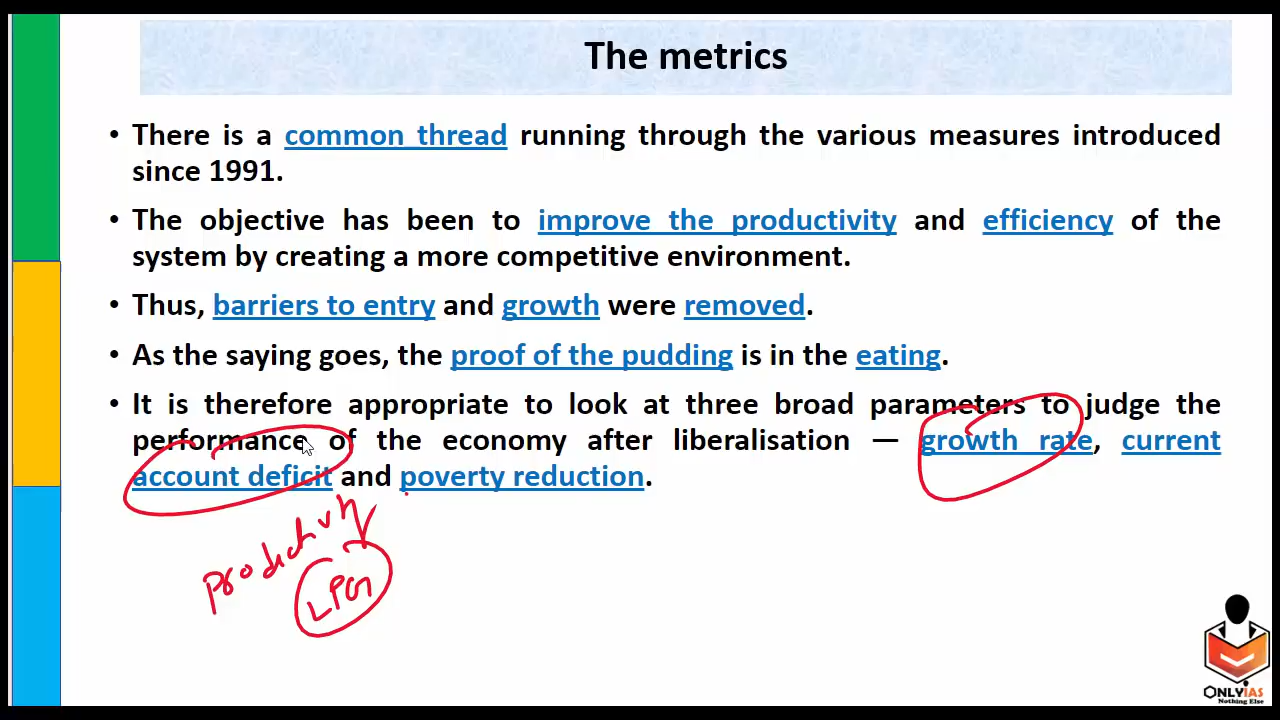 The metrics
• There is a common thread running through the various measures introduced
since 1991.
• The objective has been to improve the productivity and efficiency of the
system by creating a more competitive environment.
• Thus, barriers to entry and growth were removed.
• As the saying goes, the proof of the pudding is in the eating.
• It is therefore appropriate to look at three broad parameters to judge the
performance of the economy after liberalisation — growth rate, current
account deficit and poverty reduction.
Productivity
LPG
ONLYIAS
Nothing Else